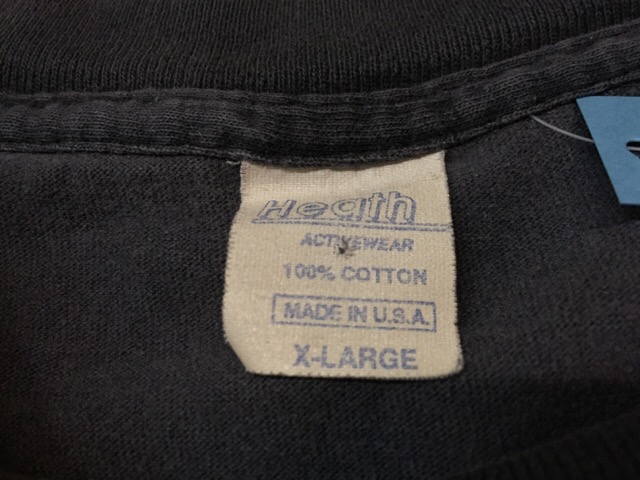 Heath
ACTIVEWEAR
100% COTTON
MADE IN U.S.A.
X-LARGE